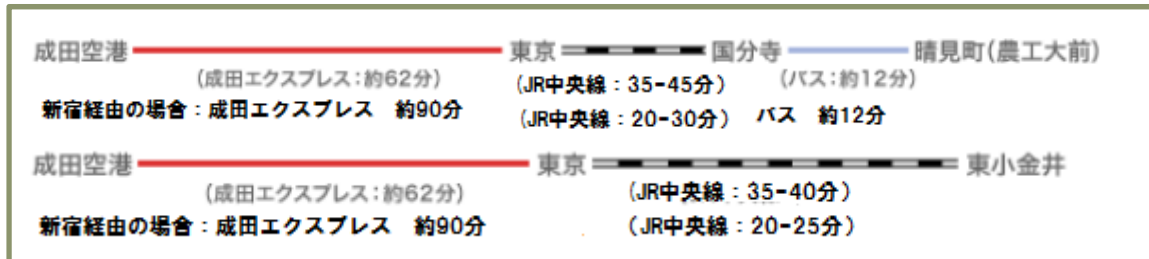 成田空港 東京 国分寺 晴見町(農工大前)
(成田エクスプレス:約62分) (JR中央線:35-45分) (バス:約12分)
新宿経由の場合:成田エクスプレス 約90分 (JR中央線:20-30分) バス 約12分
成田空港 東京 東小金井
(成田エクスプレス:約62分) (JR中央線:35-40分)
新宿経由の場合:成田エクスプレス 約90分 (JR中央線:20-25分)